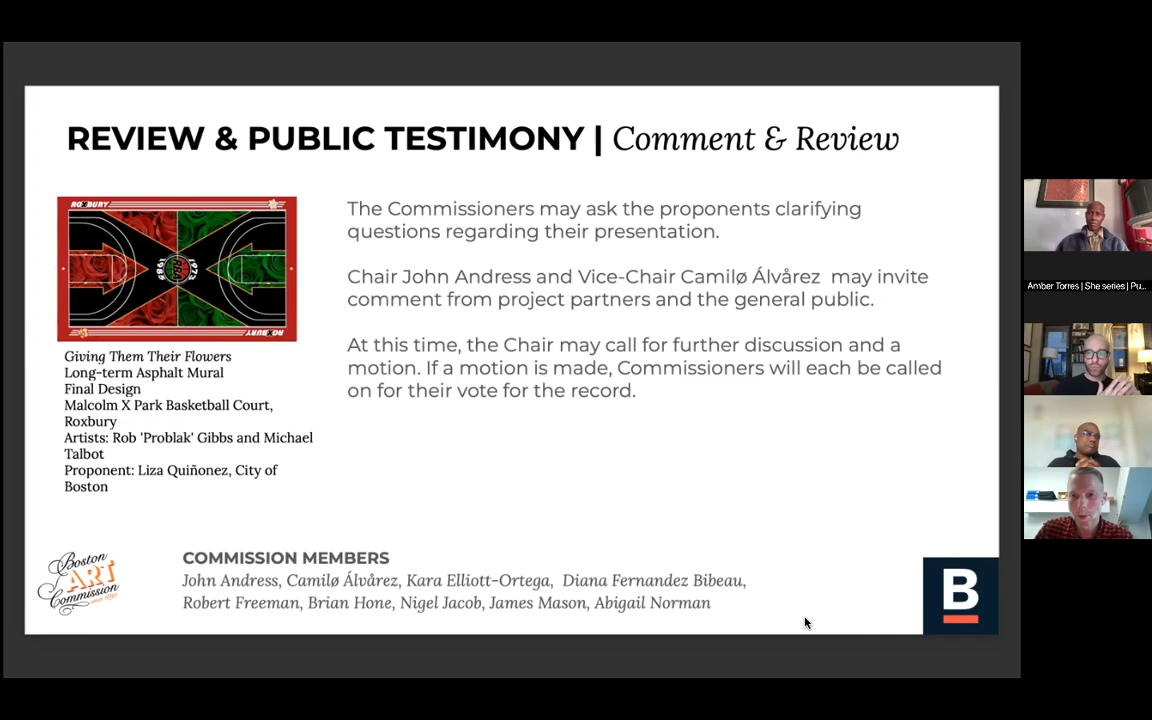 REVIEW & PUBLIC TESTIMONY | Comment & Review
ROXBURY
1989
1973
ROXBURY
The Commissioners may ask the proponents clarifying
questions regarding their presentation.
Chair John Andress and Vice-Chair Camilø Álvårez may invite
comment from project partners and the general public.
At this time, the Chair may call for further discussion and a
motion. If a motion is made, Commissioners will each be called
on for their vote for the record.
Giving Them Their Flowers
Long-term Asphalt Mural
Final Design
Malcolm X Park Basketball Court,
Roxbury
Artists: Rob 'Problak' Gibbs and Michael
Talbot
Proponent: Liza Quiñonez, City of
Boston
Boston
ART
Commission
since 1890
COMMISSION MEMBERS
John Andress, Camilø Álvårez, Kara Elliott-Ortega, Diana Fernandez Bibeau,
Robert Freeman, Brian Hone, Nigel Jacob, James Mason, Abigail Norman
B
Amber Torres | She series | Pu...